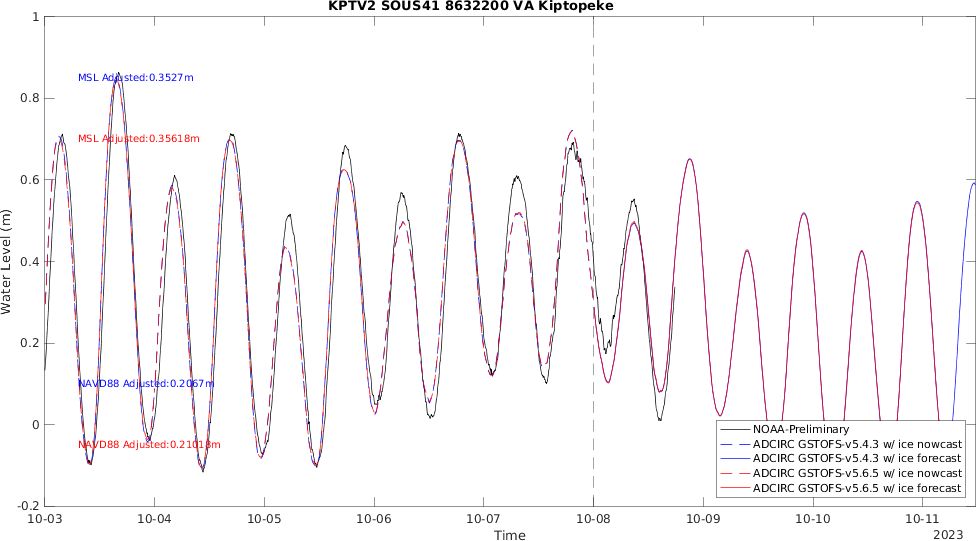 KPTV2 SOUS41 8632200 VA Kiptopeke
1
0.8
0.6
0.4
0.2
0
-0.2
Water Level (m)
MSL Adjusted:0.3527m
MSL Adjusted:0.35618m
NAVD88 Adjusted:0.2067m
NAVD88 Adjusted:0.21018m
NOAA-Preliminary
ADCIRC GSTOFS-v5.4.3 w/ ice nowcast
ADCIRC GSTOFS-v5.4.3 w/ ice forecast
ADCIRC GSTOFS-v5.6.5 w/ ice nowcast
ADCIRC GSTOFS-v5.6.5 w/ ice forecast
10-03 10-04 10-05 10-06 10-07 10-08 10-09 10-10 10-11
Time
2023